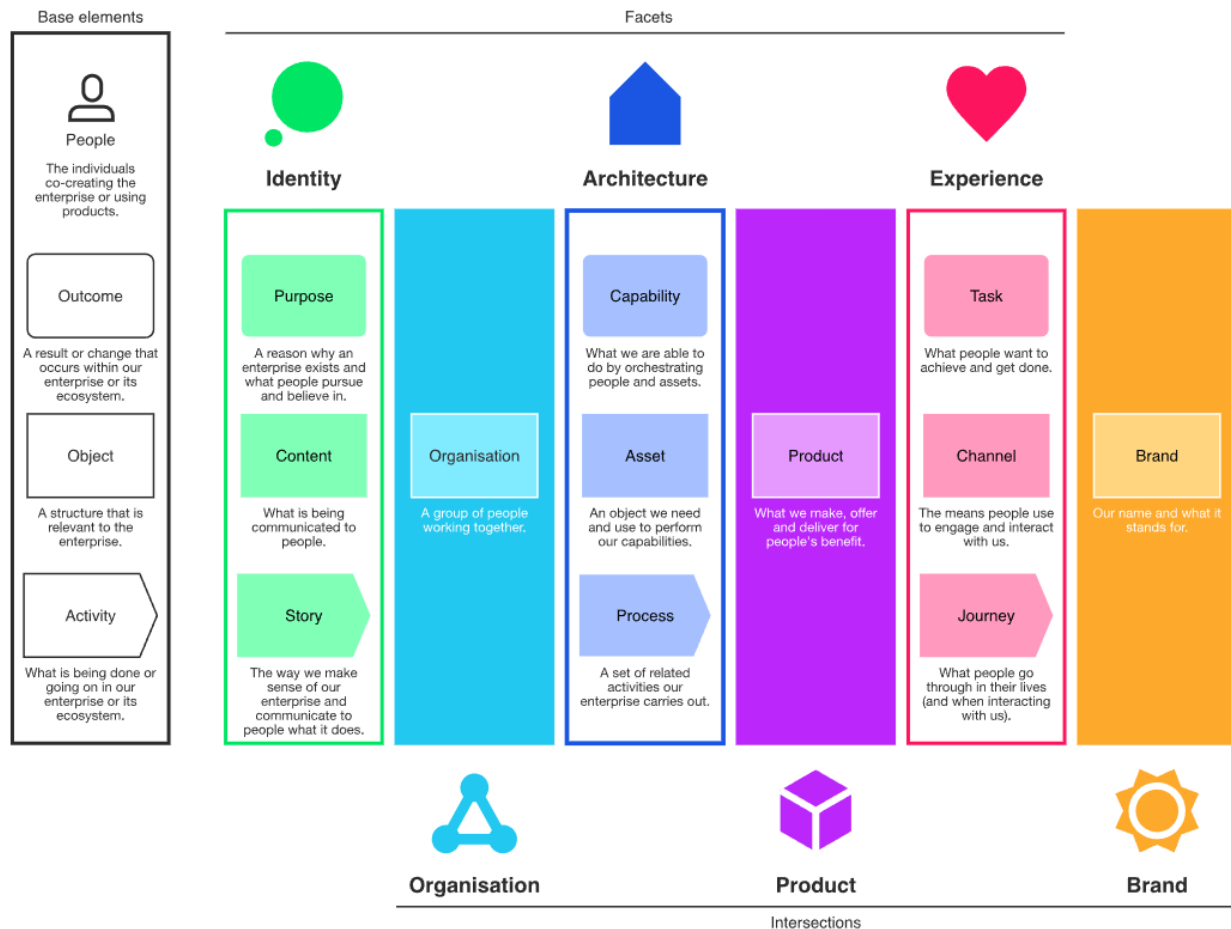 Base elements
Facets
People
The individuals
co-creating the
enterprise or using
products.
Outcome
A result or change that
occurs within our
enterprise or its
ecosystem.
Object
A structure that is
relevant to the
enterprise.
Activity
What is being done or
going on in our
enterprise or its
ecosystem.
Identity
Purpose
A reason why an
enterprise exists and
what people pursue
and believe in.
Content
What is being
communicated to
people.
Story
The way we make
sense of our
enterprise and
communicate to
people what it does.
Organisation
A group of people
working together.
Organisation
Architecture
Capability
What we are able to
do by orchestrating
people and assets.
Asset
An object we need
and use to perform
our capabilities.
Process
A set of related
activities our
enterprise carries out.
Product
What we make, offer
and deliver for
people's benefit.
Product
Experience
Task
What people want to
achieve and get done.
Channel
The means people use
to engage and interact
with us.
Journey
What people go
through in their lives
(and when interacting
with us).
Brand
Our name and what it
stands for.
Brand
Intersections